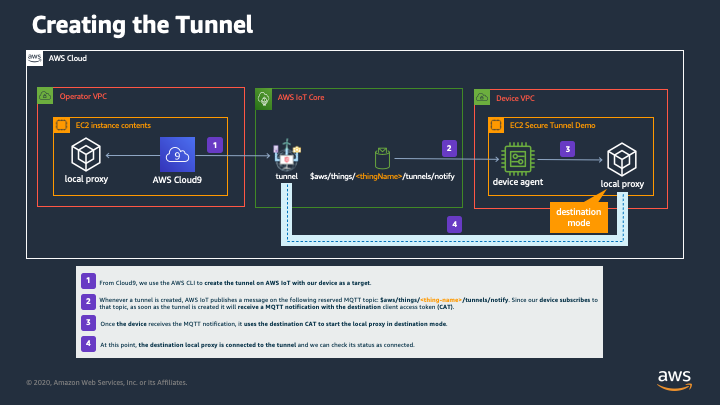 Creating the Tunnel
aws
AWS Cloud
Operator VPC
AWS IoT Core
Device VPC
EC2 instance contents
EC2 Secure Tunnel Demo
1
2
3
9
local proxy
AWS Cloud9
tunnel
$aws/things/<thingName>/tunnels/notify
device agent
local proxy
destination
mode
4
1 From Cloud9, we use the AWS CLI to create the tunnel on AWS IoT with our device as a target.
2 Whenever a tunnel is created, AWS IoT publishes a message on the following reserved MQTT topic: $aws/things/<thing-name>/tunnels/notify. Since our device subscribes to
that topic, as soon as the tunnel is created it will receive a MQTT notification with the destination client access token (CAT).
3 Once the device receives the MQTT notification, it uses the destination CAT to start the local proxy in destination mode.
4 At this point, the destination local proxy is connected to the tunnel and we can check its status as connected.
© 2020, Amazon Web Services, Inc. or its Affiliates.
aws